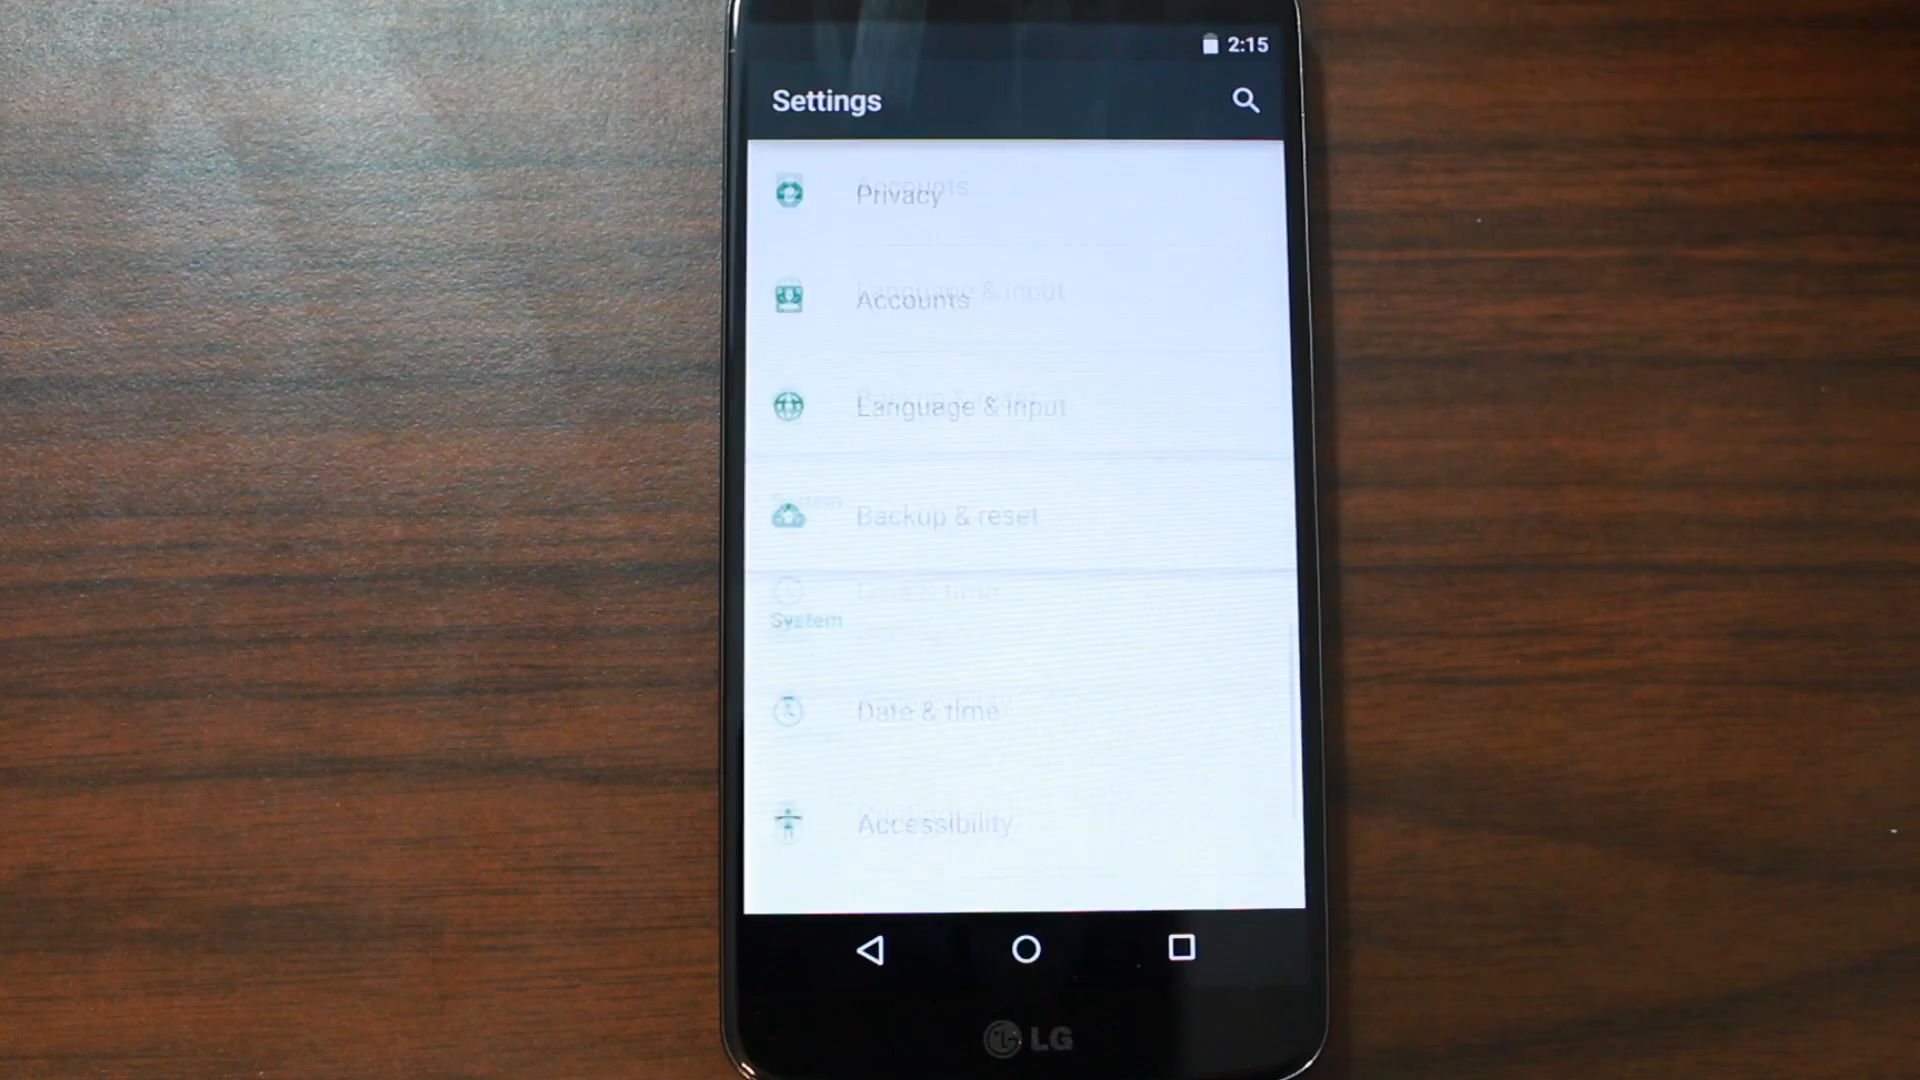 2:15
Settings
Privacy
Accounts
Language & input
Backup & reset
System
Date & time
Accessibility
LG